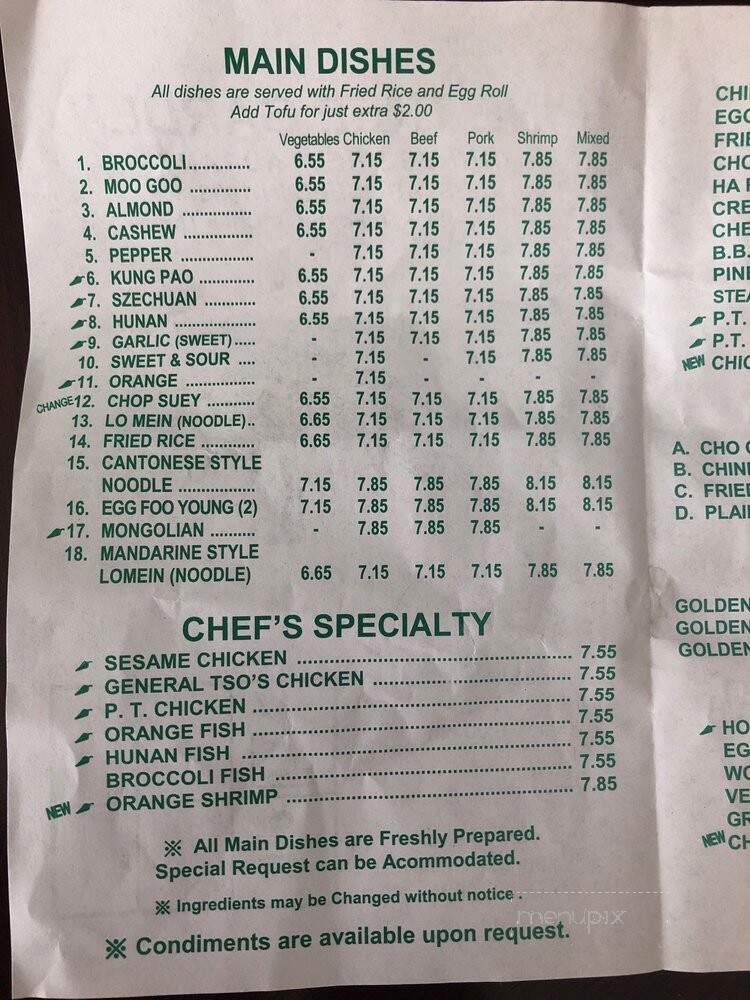 MAIN DISHES
All dishes are served with Fried Rice and Egg Roll
Add Tofu for just extra $2.00
Vegetables Chicken Beef Pork Shrimp Mixed
1. BROCCOLI............. 6.55 7.15 7.15 7.15 7.85 7.85
2. MOO GOO ............. 6.55 7.15 7.15 7.15 7.85 7.85
3. ALMOND ............... 6.55 7.15 7.15 7.15 7.85 7.85
4. CASHEW ............... 6.55 7.15 7.15 7.15 7.85 7.85
5. PEPPER ................ - 7.15 7.15 7.15 7.85 7.85
6. KUNG PAO ............ 6.55 7.15 7.15 7.15 7.85 7.85
7. SZECHUAN ........... 6.55 7.15 7.15 7.15 7.85 7.85
8. HUNAN ................. 6.55 7.15 7.15 7.15 7.85 7.85
9. GARLIC (SWEET)..... - 7.15 7.15 7.15 7.85 7.85
10. SWEET & SOUR .... - 7.15 - 7.15 7.85 7.85
11. ORANGE ............... - 7.15 - - - -
CHANGE 12. CHOP SUEY .......... 6.55 7.15 7.15 7.15 7.85 7.85
13. LO MEIN (NOODLE).. 6.65 7.15 7.15 7.15 7.85 7.85
14. FRIED RICE ........... 6.65 7.15 7.15 7.15 7.85 7.85
15. CANTONESE STYLE
NOODLE ................. 7.15 7.85 7.85 7.85 8.15 8.15
16. EGG FOO YOUNG (2) 7.15 7.85 7.85 7.85 8.15 8.15
17. MONGOLIAN .......... - 7.85 7.85 7.85 - -
18. MANDARINE STYLE
LOMEIN (NOODLE) 6.65 7.15 7.15 7.15 7.85 7.85
CHEF'S SPECIALTY
SESAME CHICKEN ........................ 7.55
GENERAL TSO'S CHICKEN ........................ 7.55
P. T. CHICKEN ........................ 7.55
ORANGE FISH ........................ 7.55
HUNAN FISH ........................ 7.55
BROCCOLI FISH ........................ 7.55
NEW ORANGE SHRIMP ........................ 7.85
※ All Main Dishes are Freshly Prepared.
Special Request can be Acommodated.
※ Ingredients may be Changed without notice .
※ Condiments are available upon request.
menupix
P.T.
P.T.
NEW
A. CHO
B.
C.
D.
GOLDEN
GOLDEN
GOLDEN
NEW